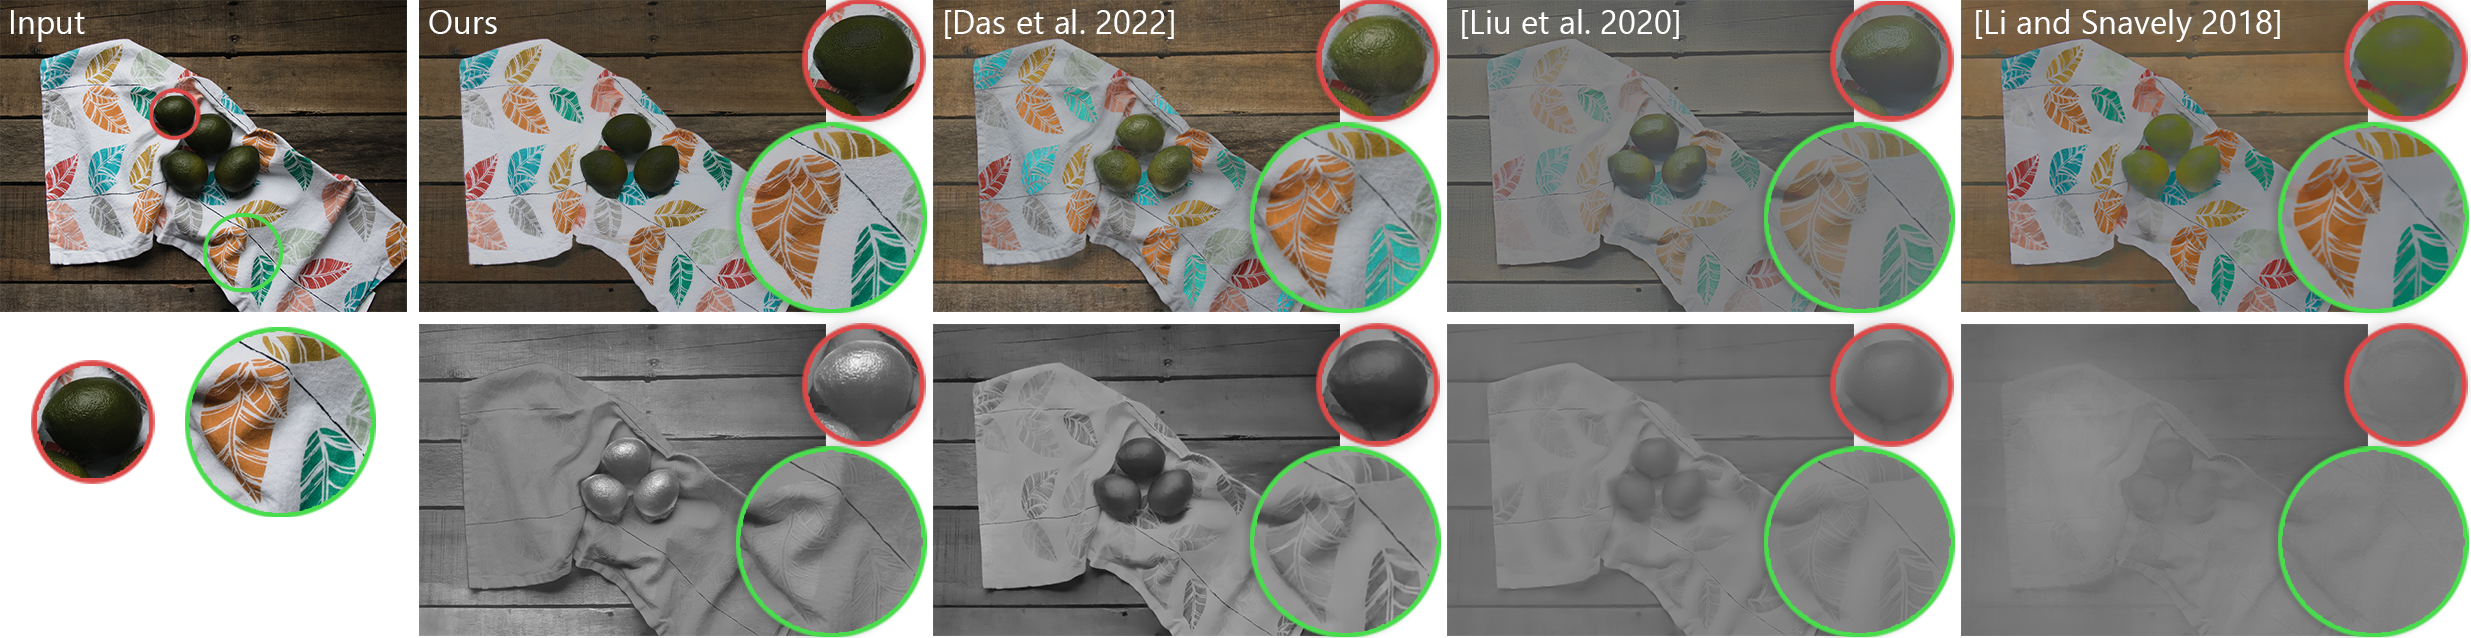 Input
Ours
[Das et al. 2022]
[Liu et al. 2020]
[Li and Snavely 2018]